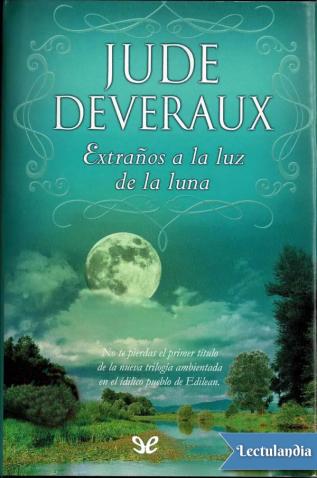 JUDE
DEVERAUX
Extraños a la luz
de la luna
No te pierdas el primer título
de la nueva trilogía ambientada
en el idílico pueblo de Edilean.
Lectulandia